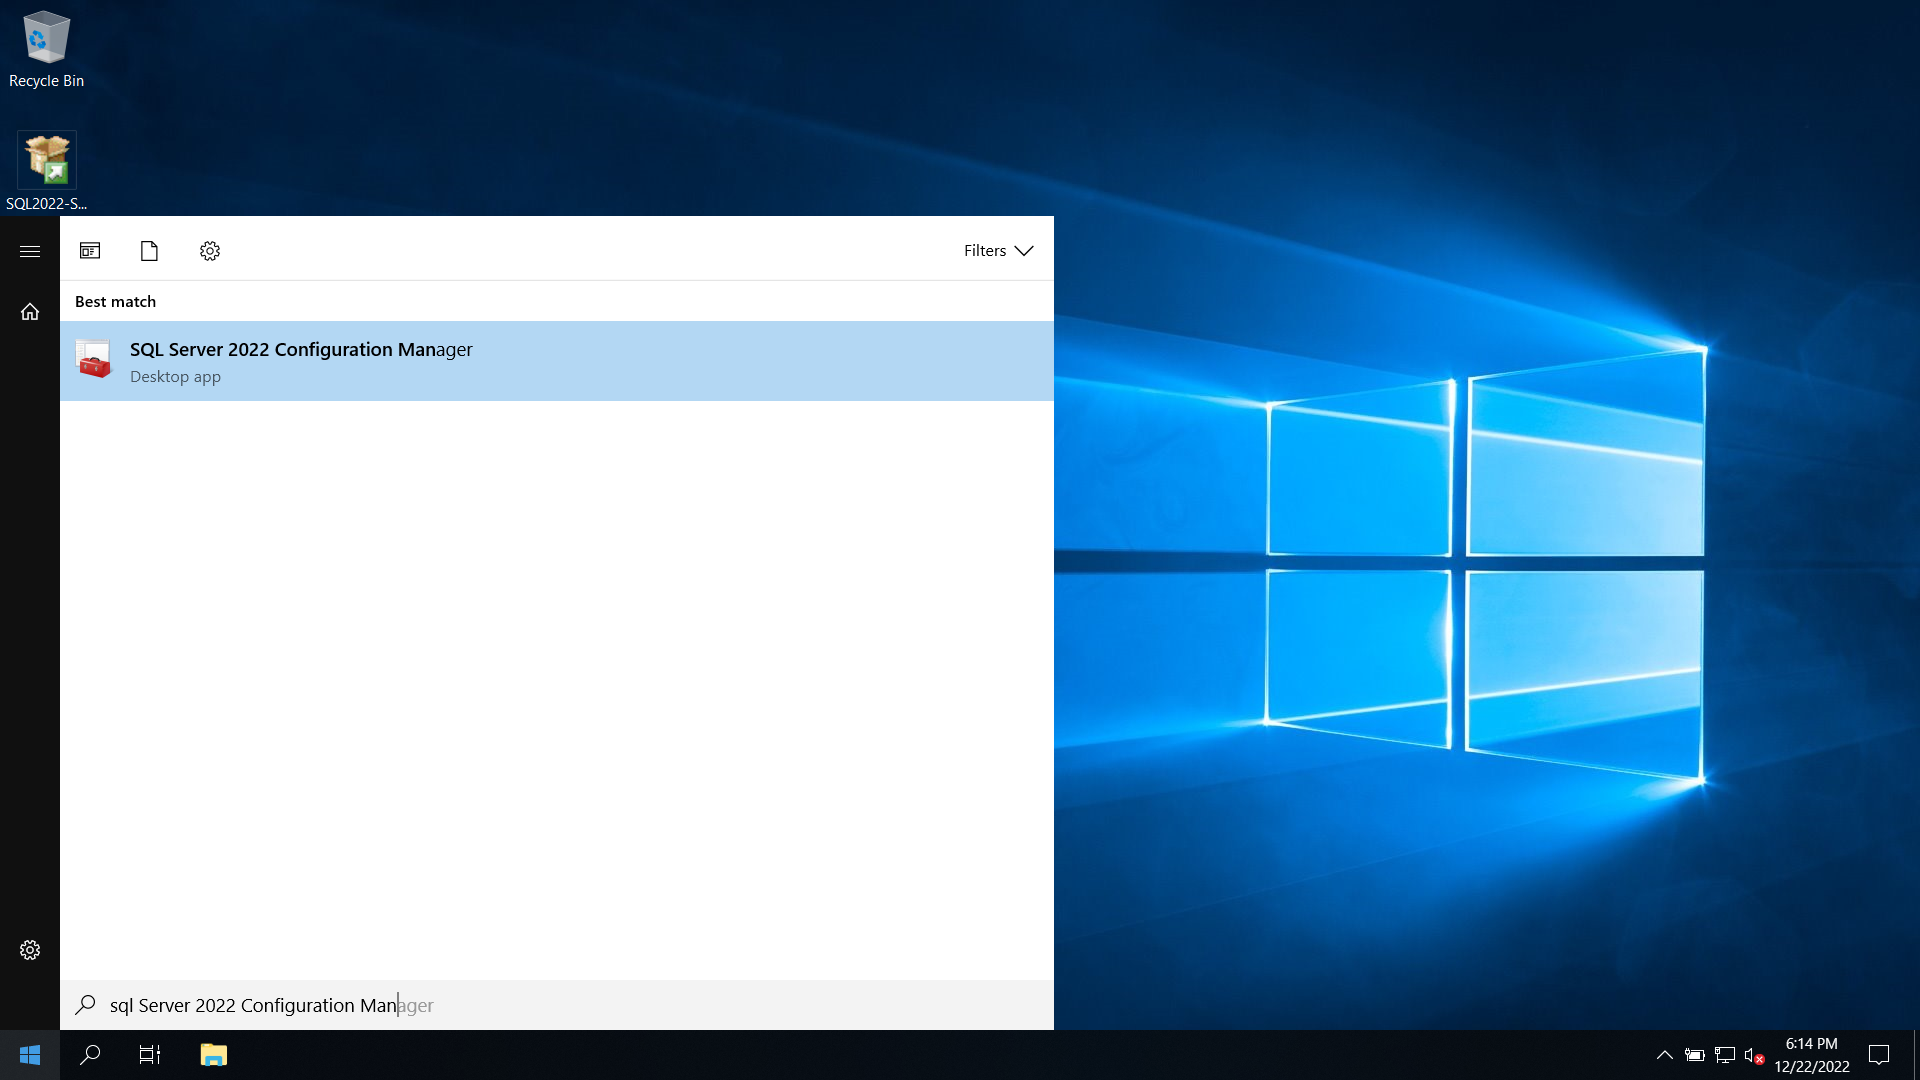 Recycle Bin
SQL2022-S...
Filters
Best match
SQL Server 2022 Configuration Manager
Desktop app
sql Server 2022 Configuration Manager
6:14 PM
12/22/2022